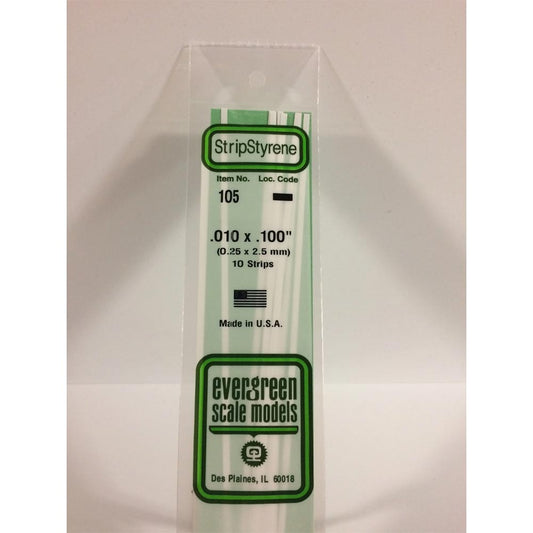 StripStyrene
Item No. Loc. Code
105
.010 x .100"
(0.25 x 2.5 mm)
10 Strips
Made in U.S.A.
evergreen
scale models
Des Plaines, IL 60018